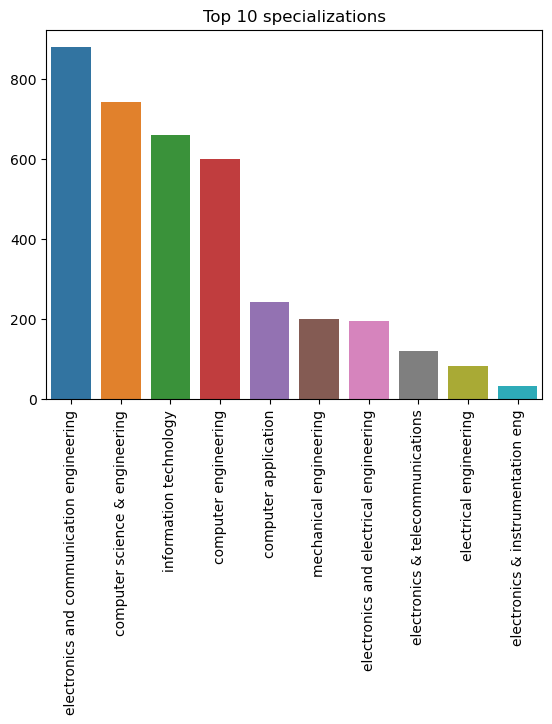 Top 10 specializations
800
600
400
200
0
electronics and communication engineering
computer science & engineering
information technology
computer engineering
computer application
mechanical engineering
electronics and electrical engineering
electronics & telecommunications
electrical engineering
electronics & instrumentation eng